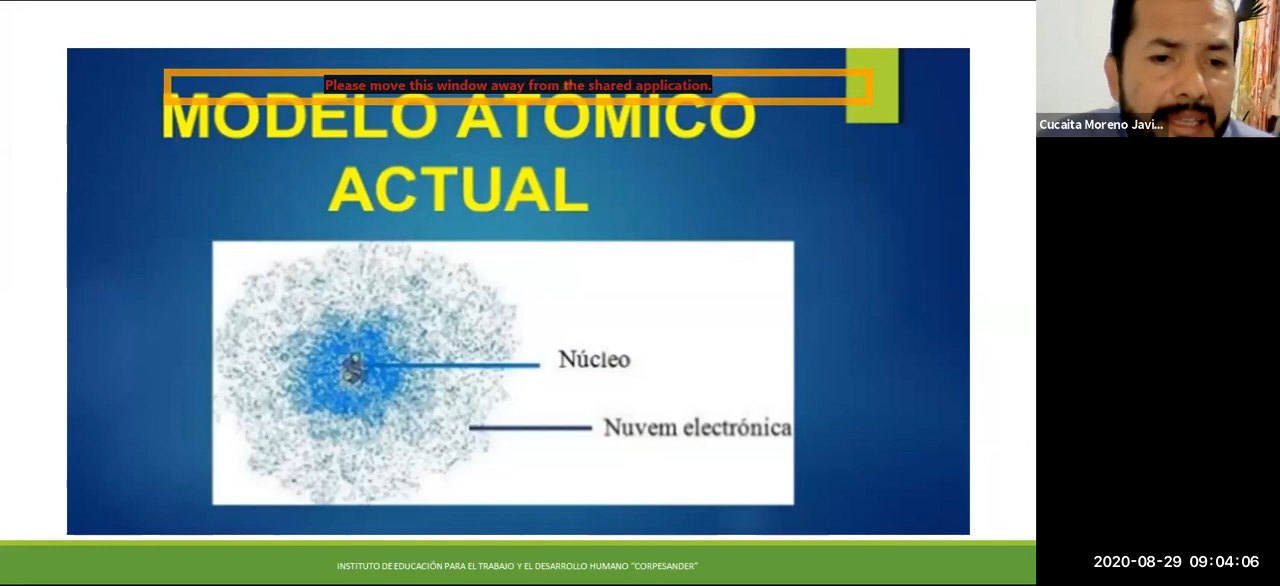 Please move this window away from the shared application.
MODELO ATOMICO
ACTUAL
Núcleo
Nuvem electrónica
INSTITUTO DE EDUCACIÓN PARA EL TRABAJO Y EL DESARROLLO HUMANO “CORPESANDER”
Cucaita Moreno Javi...
2020-08-29 09:04:06